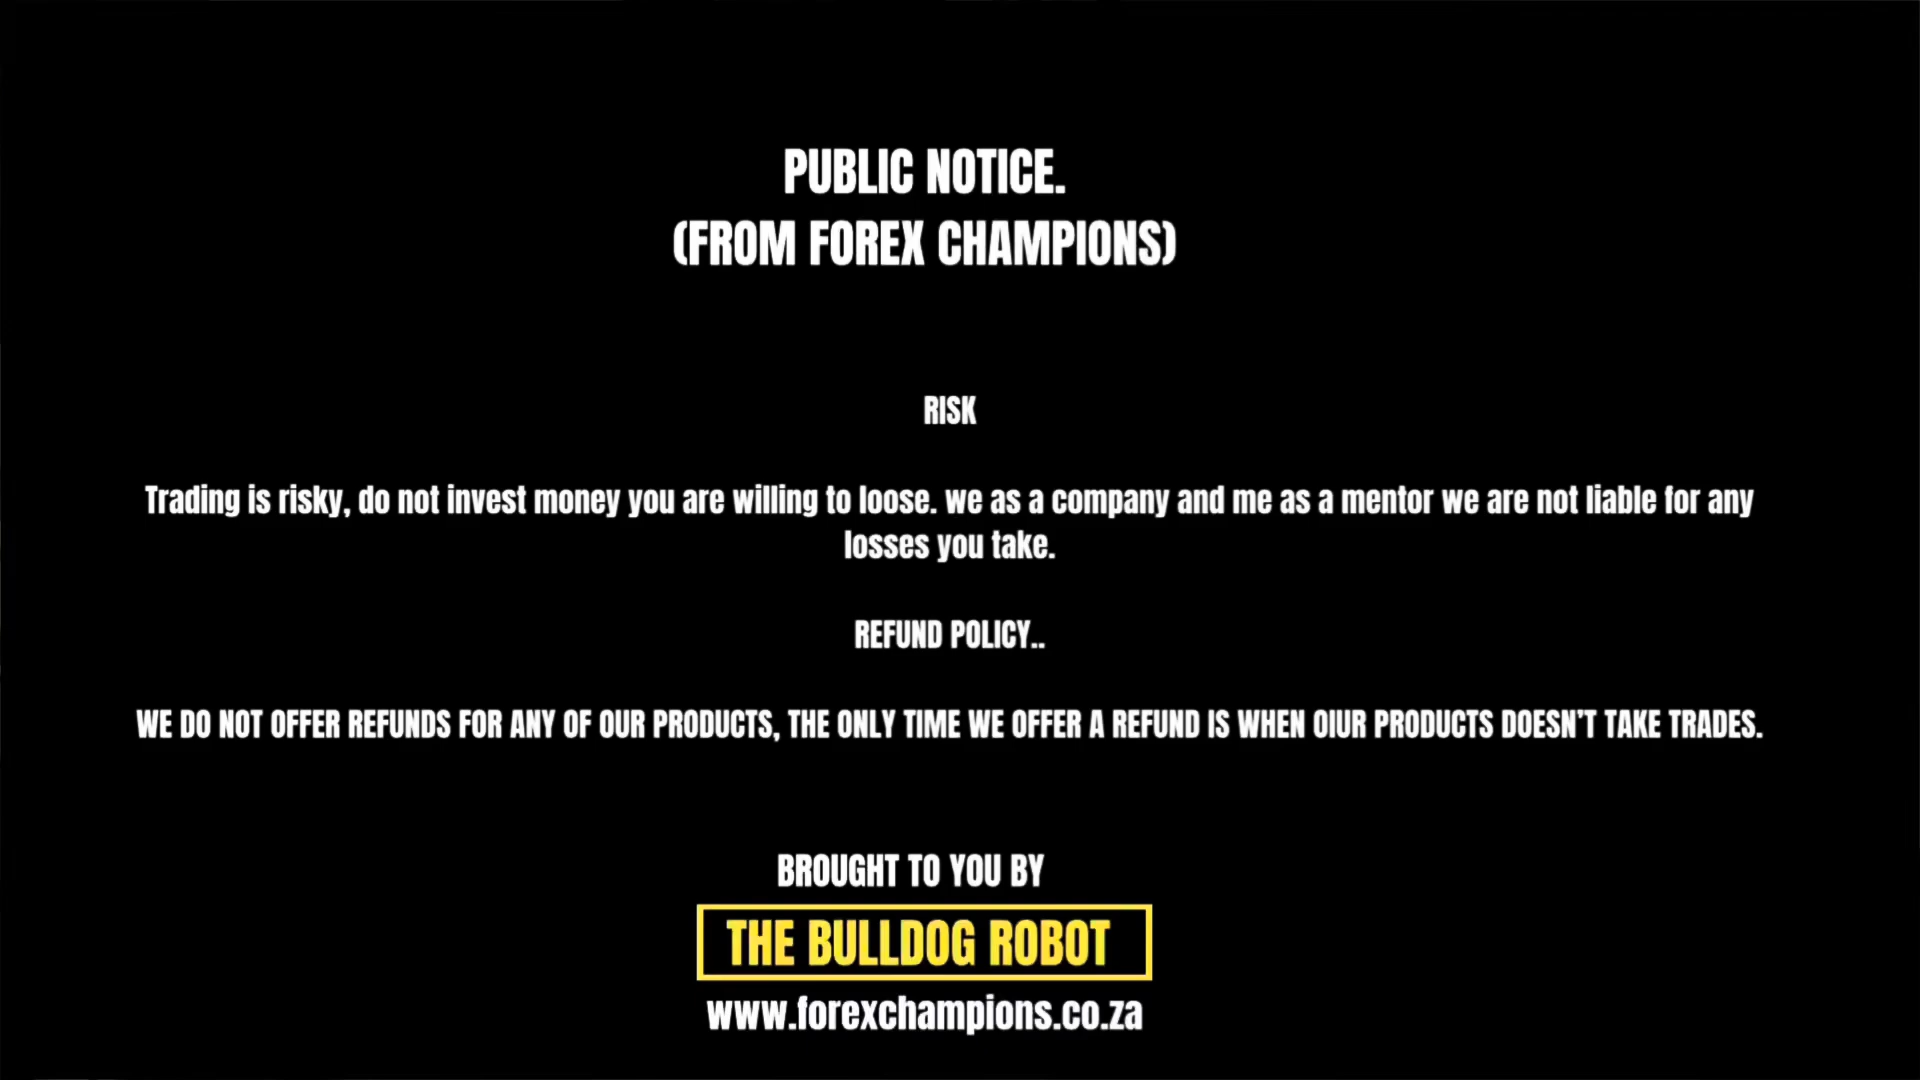 PUBLIC NOTICE.
(FROM FOREX CHAMPIONS)
RISK
Trading is risky, do not invest money you are willing to loose. we as a company and me as a mentor we are not liable for any
losses you take.
REFUND POLICY..
WE DO NOT OFFER REFUNDS FOR ANY OF OUR PRODUCTS, THE ONLY TIME WE OFFER A REFUND IS WHEN OIUR PRODUCTS DOESN'T TAKE TRADES.
BROUGHT TO YOU BY
THE BULLDOG ROBOT
www.forexchampions.co.za